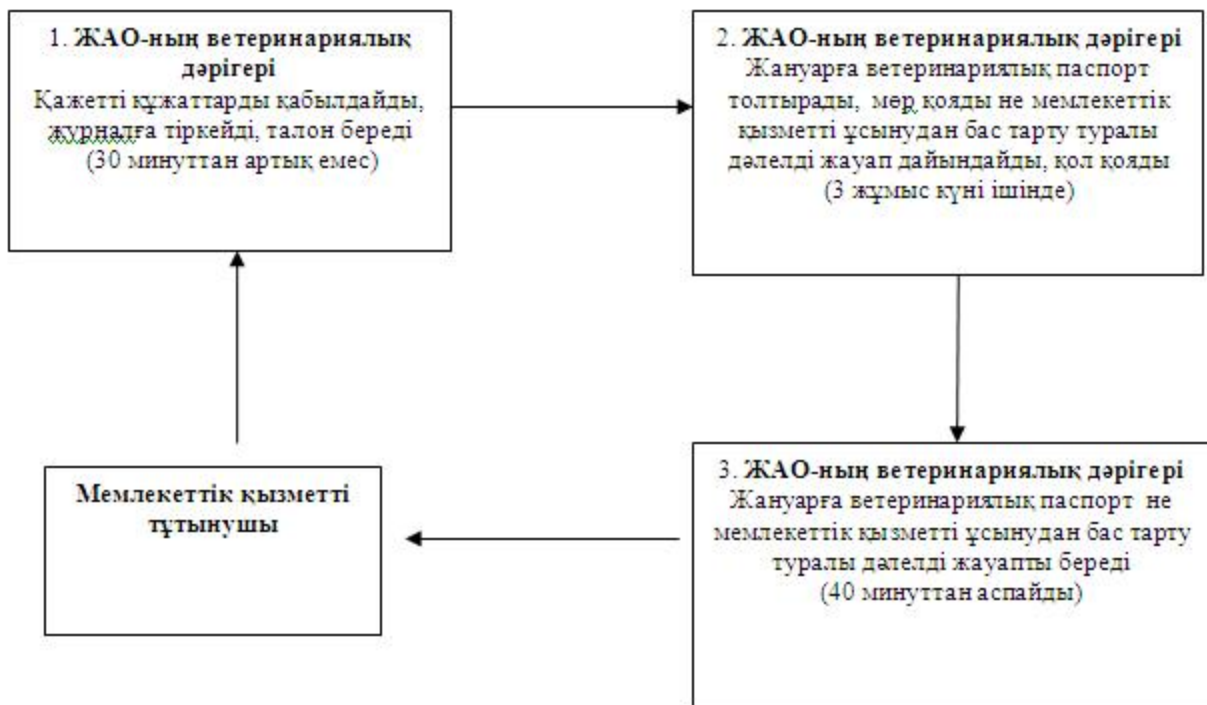 1. ЖАО-ның ветеринариялық
дәрігері
Қажетті құжаттарды қабылдайды,
журналға тіркейді, талон береді
(30 минуттан артық емес)
2. ЖАО-ның ветеринариялық дәрігері
Жануарға ветеринариялық паспорт
толтырады, мөр қояды не мемлекеттік
қызметті ұсынудан бас тарту туралы
дәлелді жауап дайындайды, қол қояды
(3 жұмыс күні ішінде)
3. ЖАО-ның ветеринариялық дәрігері
Жануарға ветеринариялық паспорт не
мемлекеттік қызметті ұсынудан бас тарту
туралы дәлелді жауапты береді
(40 минуттан аспайды)
Мемлекеттік қызметті
тұтынушы